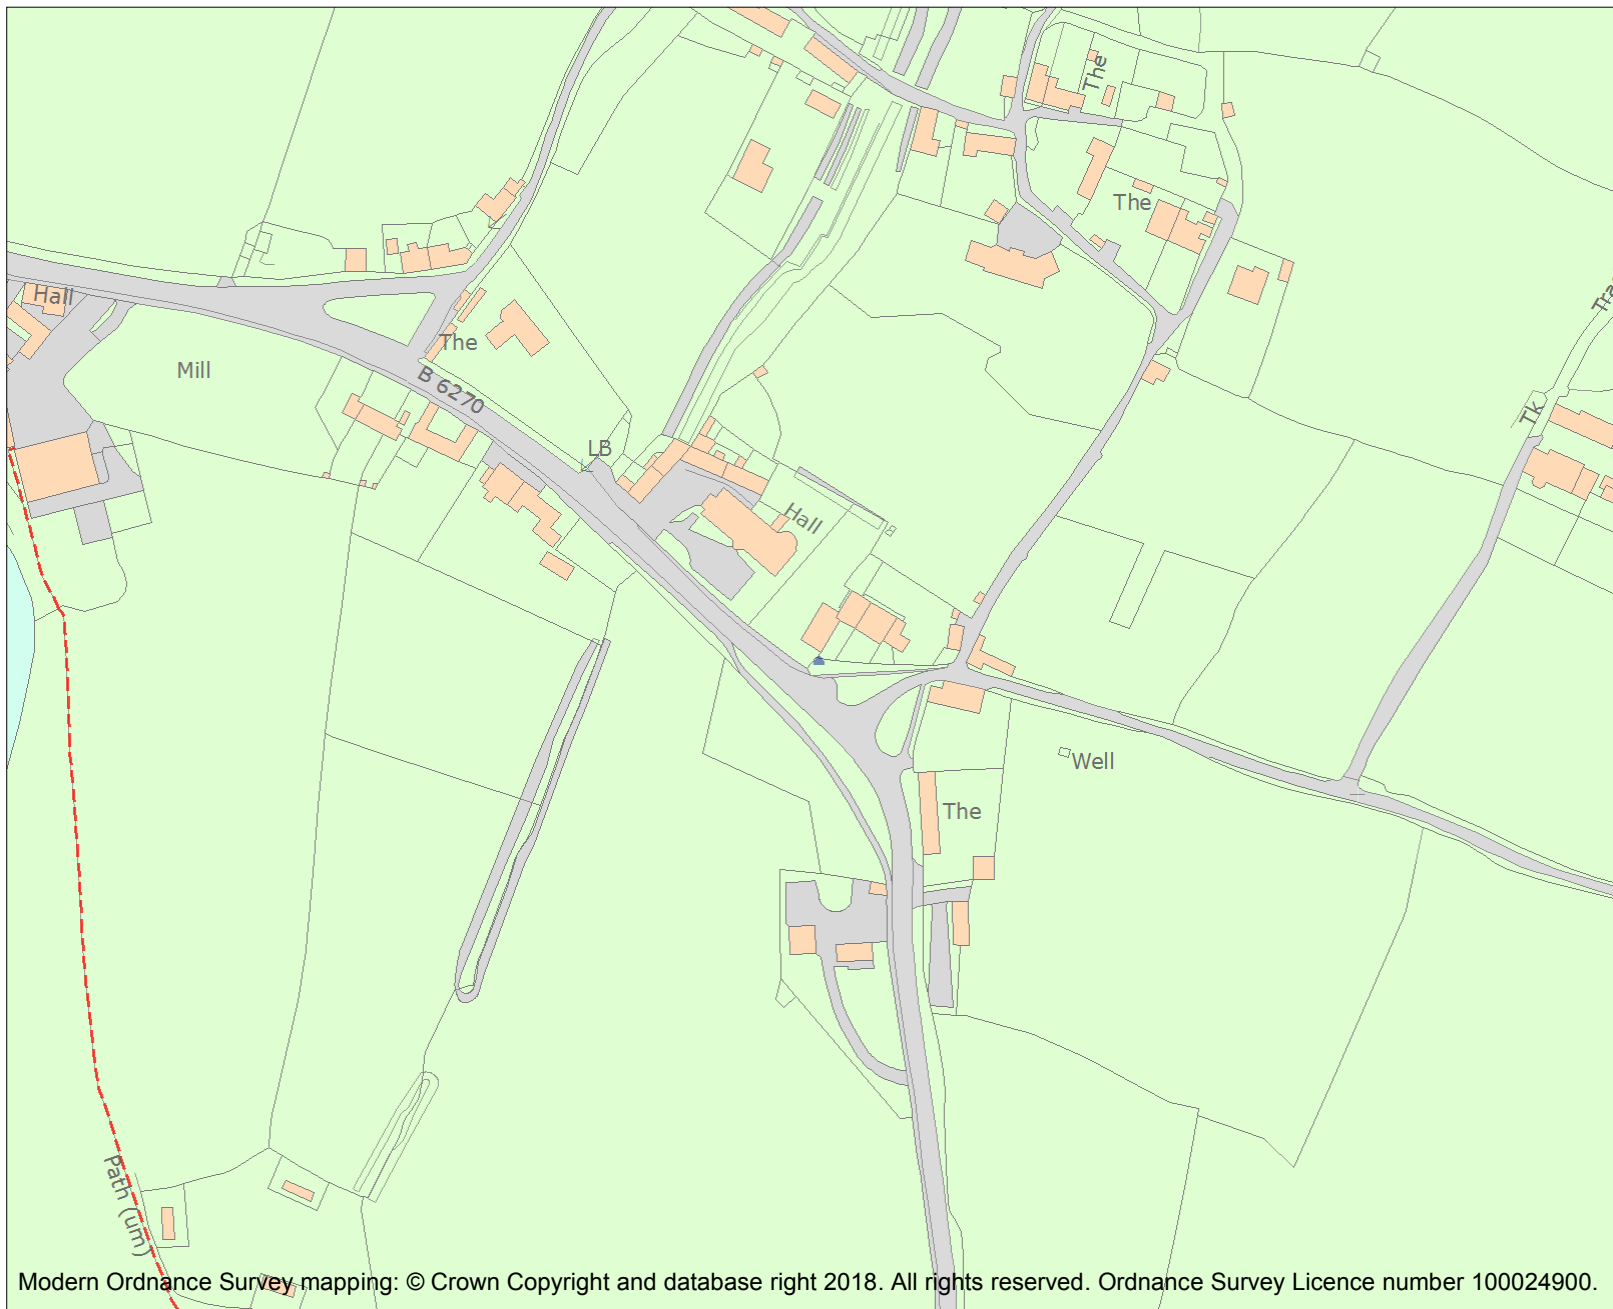 The
The
Hall
The
Mill
B 6270
Tk
LB
Hall
Well
The
Path (um)
Modern Ordnance Survey mapping: © Crown Copyright and database right 2018. All rights reserved. Ordnance Survey Licence number 100024900.